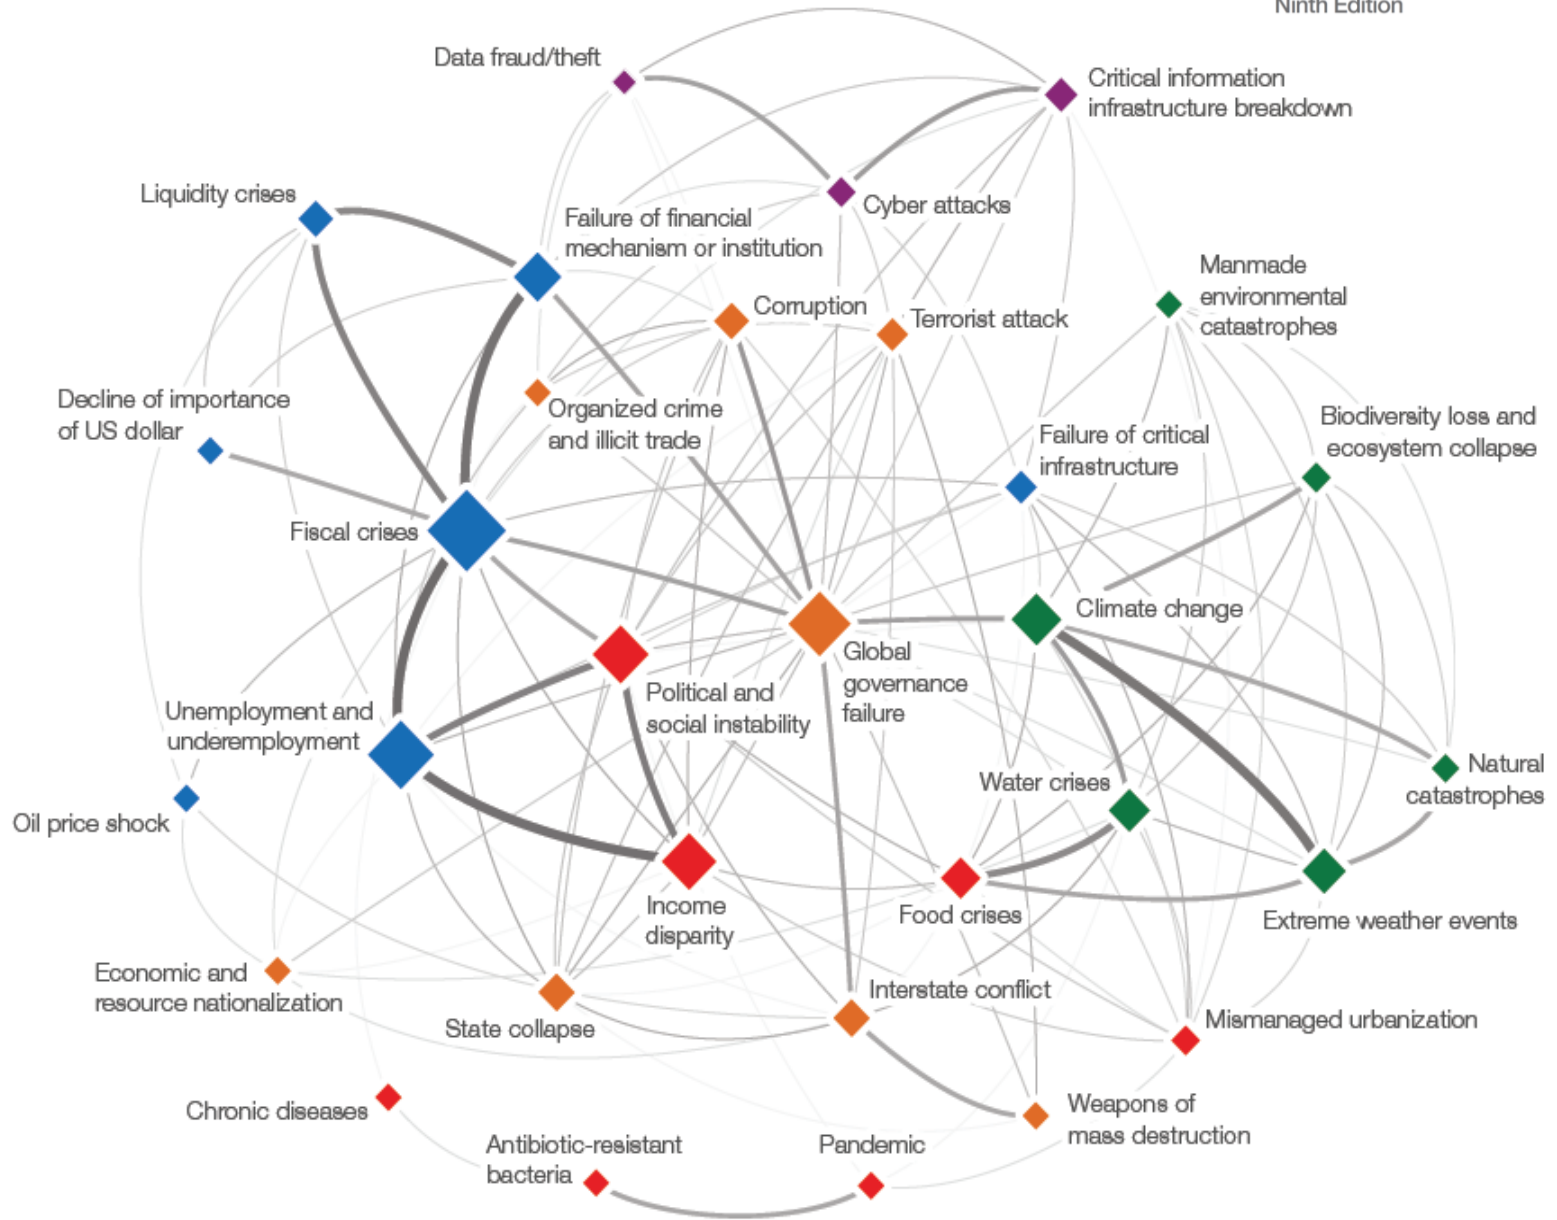 Ninth Edition
Data fraud/theft
Critical information
infrastructure breakdown
Liquidity crises
Cyber attacks
Failure of financial
mechanism or institution
Manmade
environmental
catastrophes
Corruption
Terrorist attack
Decline of importance
of US dollar
Organized crime
and illicit trade
Failure of critical
infrastructure
Biodiversity loss and
ecosystem collapse
Fiscal crises
Climate change
Global
governance
failure
Political and
social instability
Unemployment and
underemployment
Water crises
Natural
catastrophes
Oil price shock
Income
disparity
Food crises
Extreme weather events
Economic and
resource nationalization
State collapse
Interstate conflict
Mismanaged urbanization
Chronic diseases
Weapons of
mass destruction
Antibiotic-resistant
bacteria
Pandemic